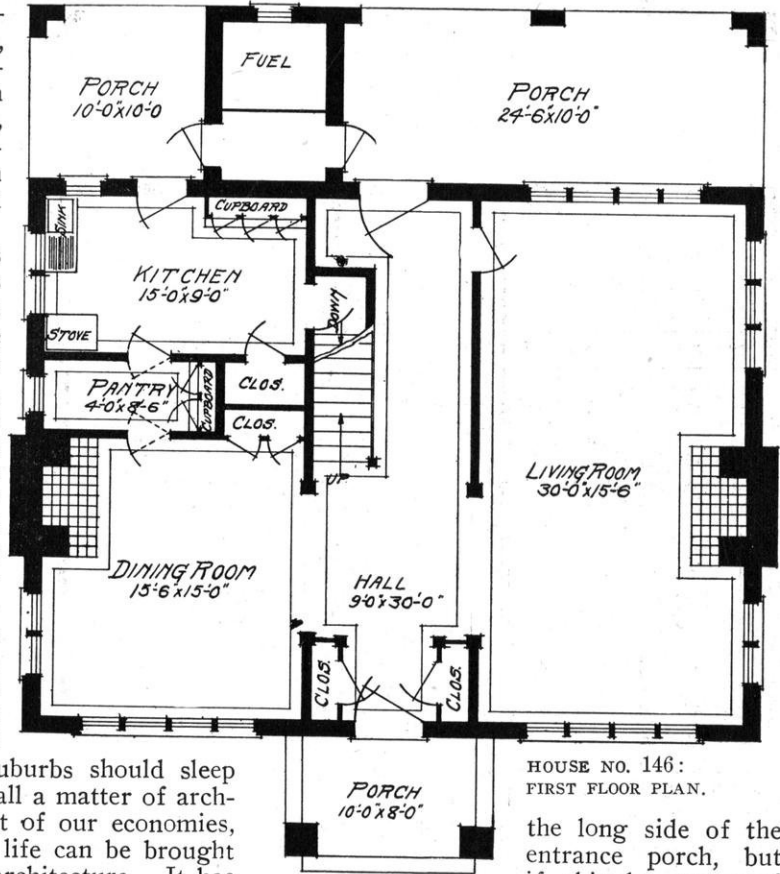 FUEL
PORCH
10'-0"x10'-0
PORCH
24'-6"x10'-0"
SINK
CUPBOARD
KITCHEN
15'-0"x9'-0"
DOWN
STOVE
PANTRY
4'-0"x8'-6"
CUPBOARD
CLOS.
CLOS.
UP
LIVING ROOM
30'-0"x15'-6"
DINING ROOM
15'-6"x15'-0"
HALL
9'-0"x30'-0"
CLOS.
CLOS.
PORCH
10'-0"x8'-0"
HOUSE NO. 146:
FIRST FLOOR PLAN.
uburbs should sleep
all a matter of arch-
t of our economies,
life can be brought
the long side of the
entrance porch, but